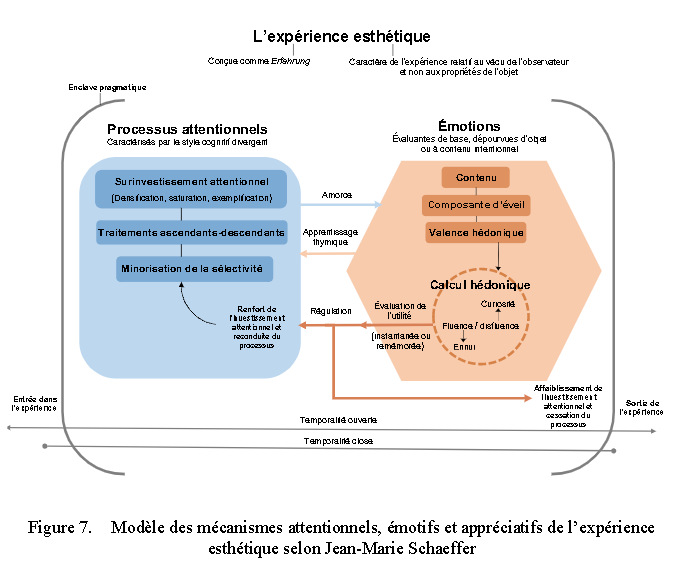 L'expérience esthétique
Conçue comme Erfahrung
Caractère de l'expérience relatif au vécu de l'observateur
et non aux propriétés de l'objet
Enclave pragmatique
Processus attentionnels
Caractérisés par le style cognitif divergent
Émotions
Évaluantes de base, dépourvues d'objet
ou à contenu intentionnel
Surinvestissement attentionnel
(Densification, saturation, exemplification)
Traitements ascendants-descendants
Minorisation de la sélectivité
Renfort de
l'investissement
attentionnel et
reconduite du
processus
Amorce
Apprentissage
thymique
Régulation
Évaluation de
l'utilité
(instantanée ou
remémorée)
Contenu
Composante d'éveil
Valence hédonique
Calcul hédonique
Curiosité
Fluence / disfluence
Ennui
Affaiblissement de
l'investissement
attentionnel et
cessation du
processus
Entrée dans
l'expérience
Sortie de
l'expérience
Temporalité ouverte
Temporalité close
Figure 7. Modèle des mécanismes attentionnels, émotifs et appréciatifs de l'expérience
esthétique selon Jean-Marie Schaeffer